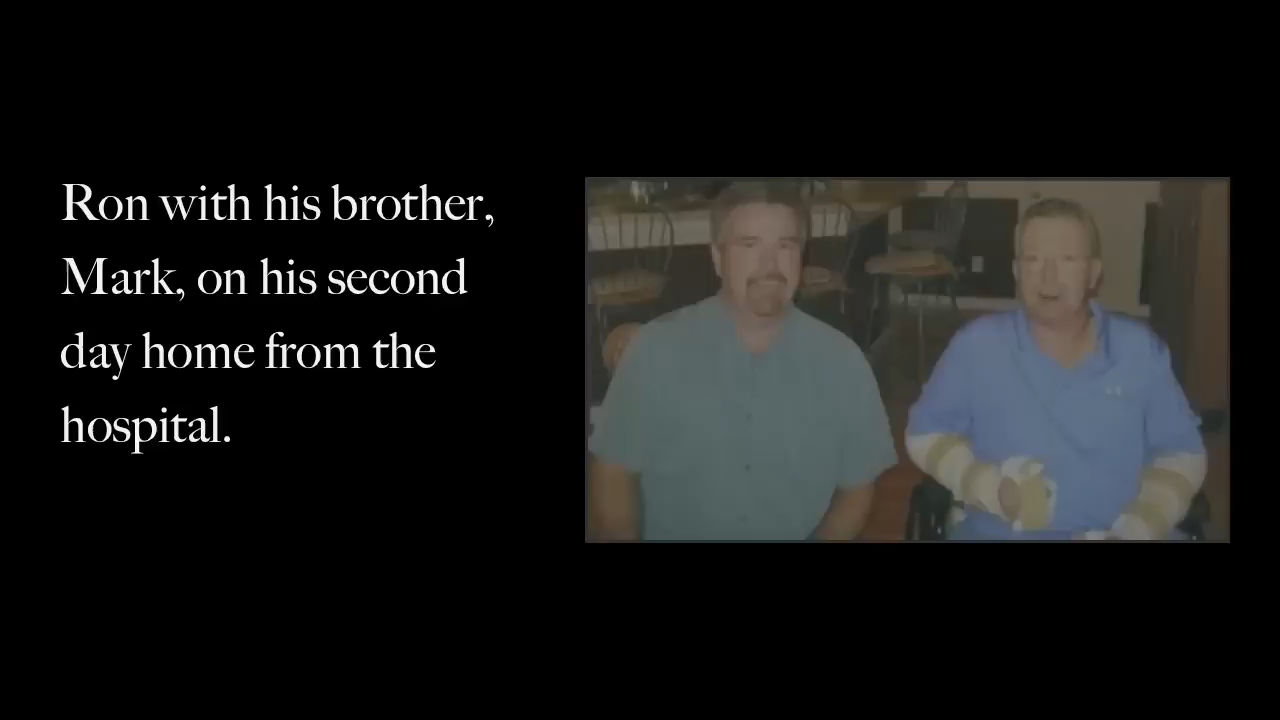 Ron with his brother,
Mark, on his second
day home from the
hospital.